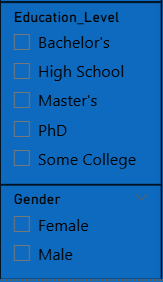 Education_Level
Bachelor's
High School
Master's
PhD
Some College
Gender
Female
Male